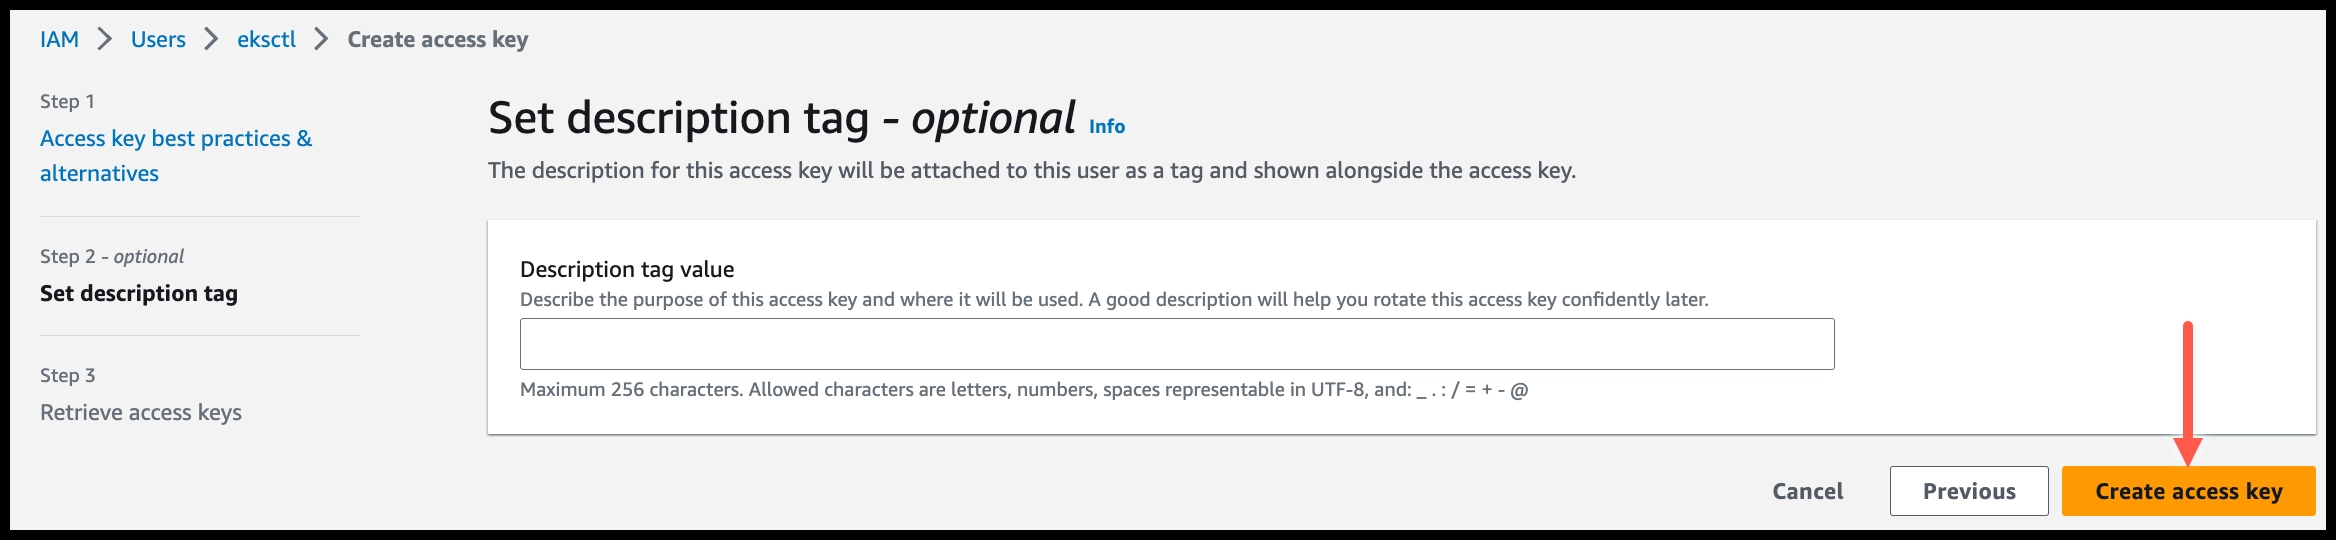 IAM > Users > eksctl > Create access key
Step 1
Access key best practices &
alternatives
Step 2 - optional
Set description tag
Step 3
Retrieve access keys
Set description tag - optional Info
The description for this access key will be attached to this user as a tag and shown alongside the access key.
Description tag value
Describe the purpose of this access key and where it will be used. A good description will help you rotate this access key confidently later.
Maximum 256 characters. Allowed characters are letters, numbers, spaces representable in UTF-8, and: _ . : / = + - @
Cancel Previous Create access key